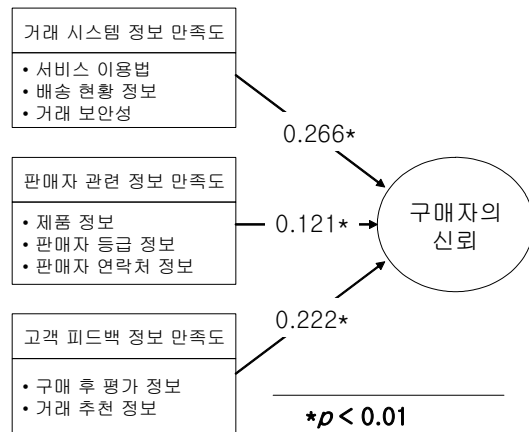 거래 시스템 정보 만족도
• 서비스 이용법
• 배송 현황 정보
• 거래 보안성
0.266*
판매자 관련 정보 만족도
• 제품 정보
• 판매자 등급 정보
• 판매자 연락처 정보
0.121*
구매자의
신뢰
고객 피드백 정보 만족도
• 구매 후 평가 정보
• 거래 추천 정보
0.222*
*p < 0.01